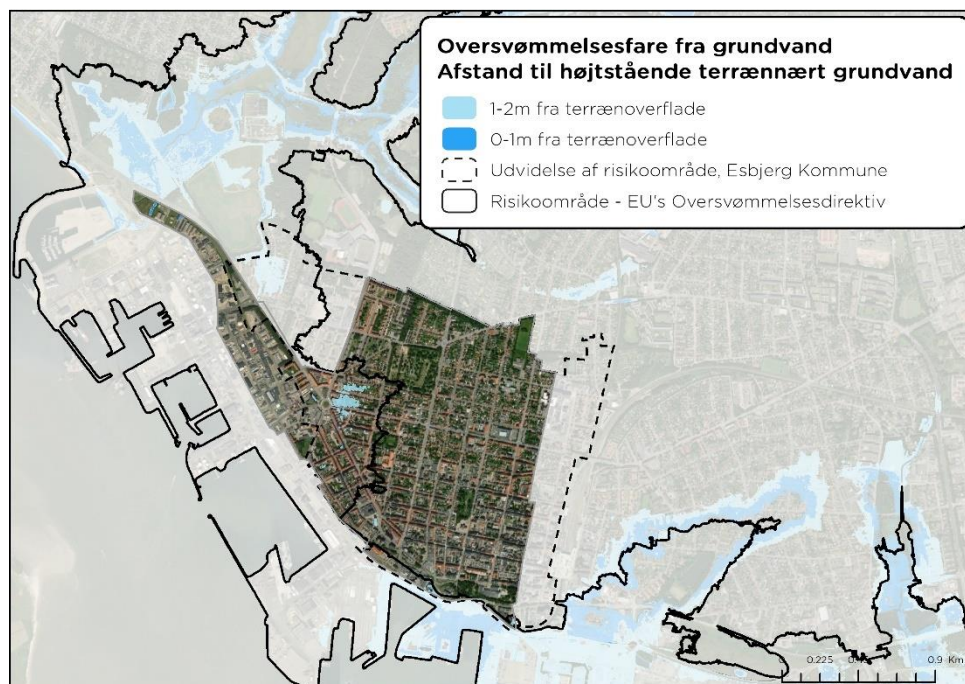 Oversvømmelsesfare fra grundvand
Afstand til højtstående terrænnært grundvand
1-2m fra terrænoverflade
0-1m fra terrænoverflade
Udvidelse af risikoområde, Esbjerg Kommune
Risikoområde - EU's Oversvømmelsesdirektiv
0.225 0.9 Km